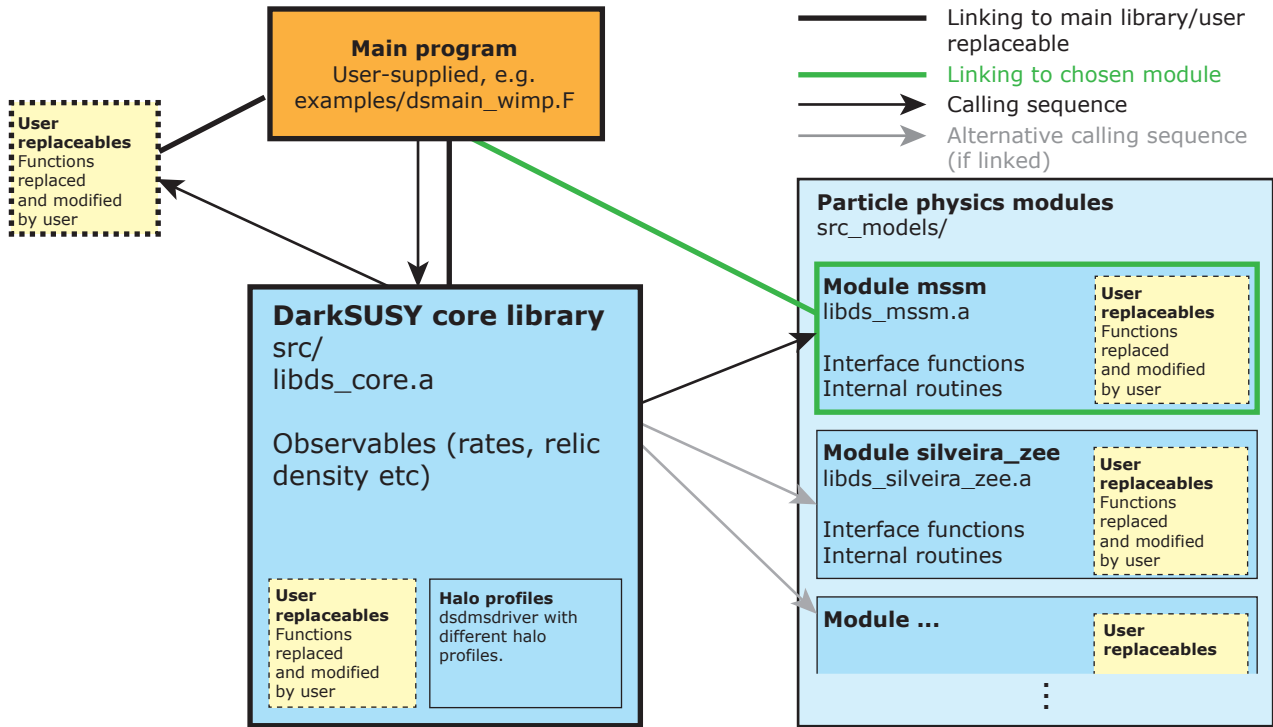 Main program
User-supplied, e.g.
examples/dsmain_wimp.F
User
replaceables
Functions
replaced
and modified
by user
Linking to main library/user
replaceable
Linking to chosen module
Calling sequence
Alternative calling sequence
(if linked)
DarkSUSY core library
src/
libds_core.a
Observables (rates, relic
density etc)
User
replaceables
Functions
replaced
and modified
by user
Halo profiles
dsdmsdriver with
different halo
profiles.
Particle physics modules
src_models/
Module mssm
libds_mssm.a
Interface functions
Internal routines
User
replaceables
Functions
replaced
and modified
by user
Module silveira_zee
libds_silveira_zee.a
Interface functions
Internal routines
User
replaceables
Functions
replaced
and modified
by user
Module ...
User
replaceables
⋮